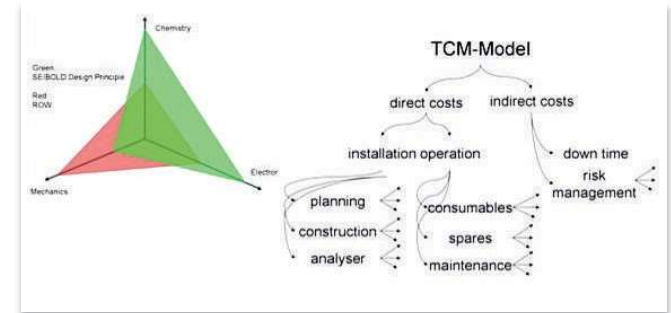 Chemistry
Green
SE/BOLD Design Principle
Red
ROW
Mechanics
Electror
TCM-Model
direct costs
indirect costs
installation operation
down time
risk
management
planning
construction
analyser
consumables
spares
maintenance